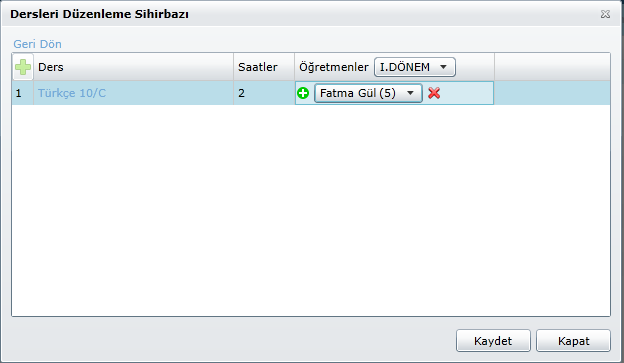 Dersleri Düzenleme Sihirbazı
Geri Dön
Ders Saatler Öğretmenler I.DÖNEM
1 Türkçe 10/C 2 Fatma Gül (5)
Kaydet Kapat